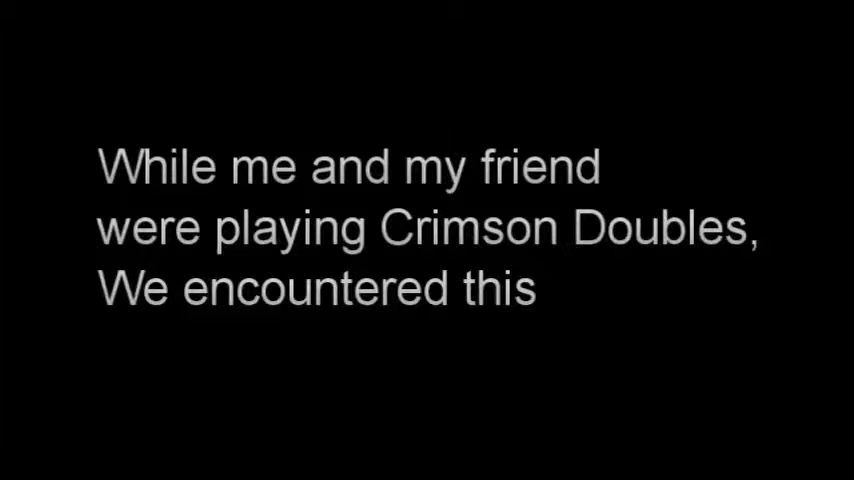 While me and my friend
were playing Crimson Doubles,
We encountered this